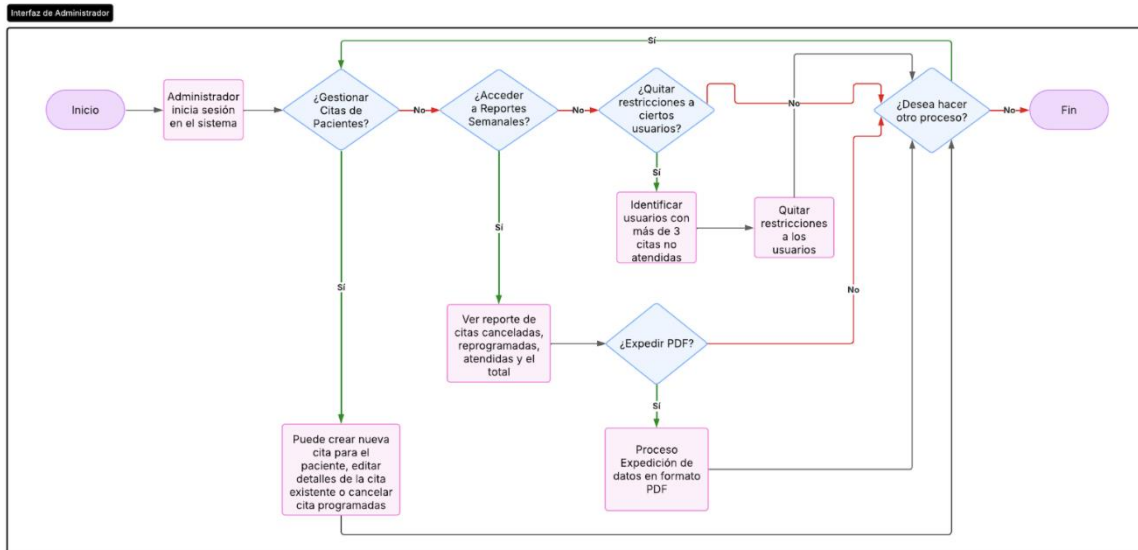 Interfaz de Administrador
Sí
Inicio
Administrador
inicia sesión
en el sistema
¿Gestionar
Citas de
Pacientes?
No
¿Acceder
a Reportes
Semanales?
No
¿Quitar
restricciones a
ciertos
usuarios?
No
¿Desea hacer
otro proceso?
No
Fin
Sí
Identificar
usuarios con
más de 3
citas no
atendidas
Quitar
restricciones
a los
usuarios
Sí
Sí
No
Ver reporte de
citas canceladas,
reprogramadas,
atendidas y el
total
¿Expedir PDF?
Sí
Puede crear nueva
cita para el
paciente, editar
detalles de la cita
existente o cancelar
cita programadas
Proceso
Expedición de
datos en formato
PDF